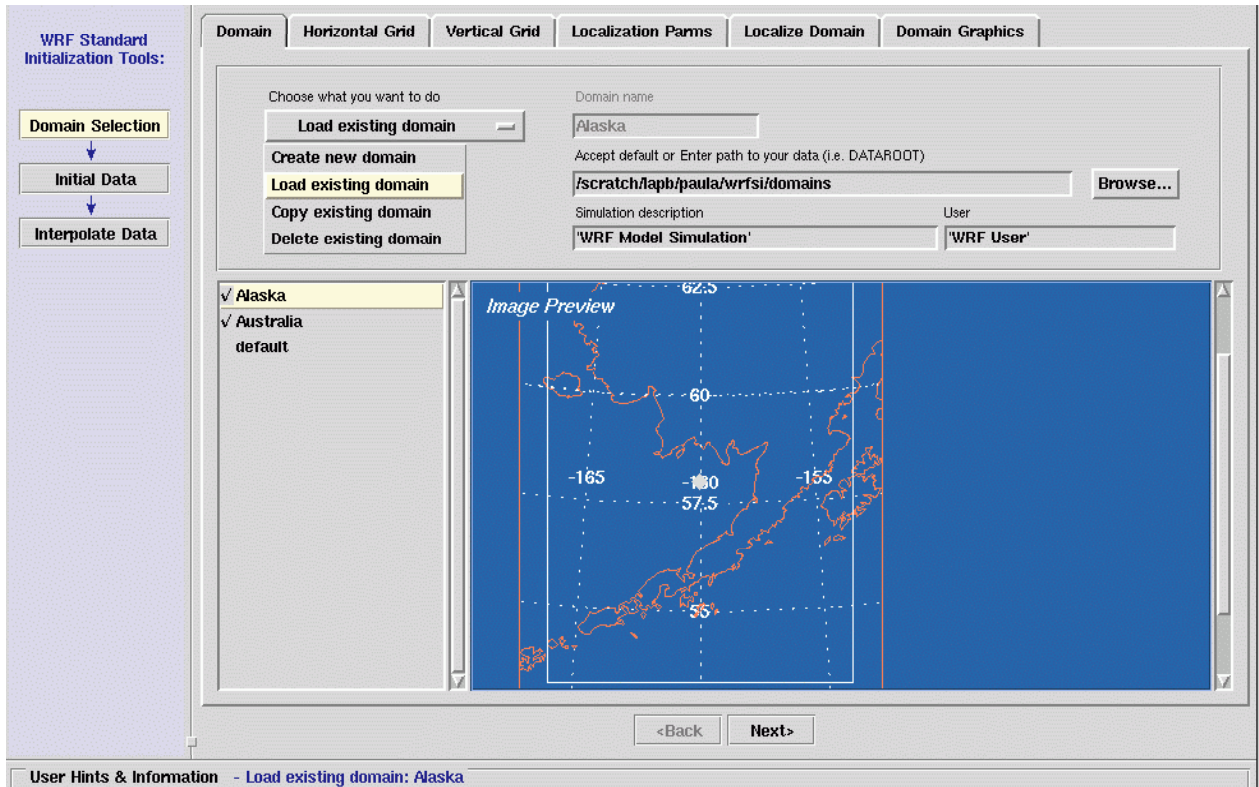 WRF Standard
Initialization Tools:
Domain Selection
Initial Data
Interpolate Data
Domain
Horizontal Grid
Vertical Grid
Localization Parms
Localize Domain
Domain Graphics
Choose what you want to do
Load existing domain
Create new domain
Load existing domain
Copy existing domain
Delete existing domain
Domain name
Alaska
Accept default or Enter path to your data (i.e. DATAROOT)
/scratch/lapb/paula/wrfsi/domains
Browse...
Simulation description
User
'WRF Model Simulation'
'WRF User'
√ Alaska
√ Australia
default
Image Preview
62.5
60
-165
-160
-155
57.5
55
<Back
Next>
User Hints & Information - Load existing domain: Alaska